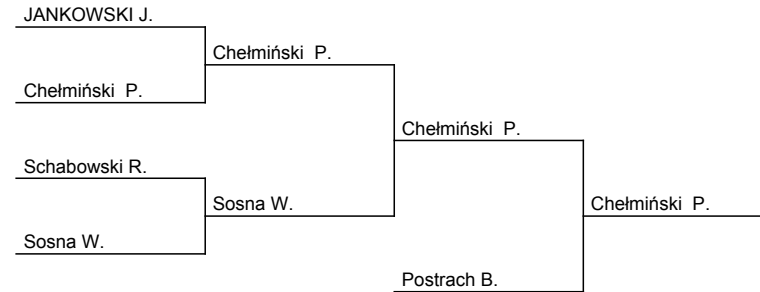 JANKOWSKI J.
Chełmiński P.
Chełmiński P.
Chełmiński P.
Schabowski R.
Sosna W.
Chełmiński P.
Sosna W.
Postrach B.